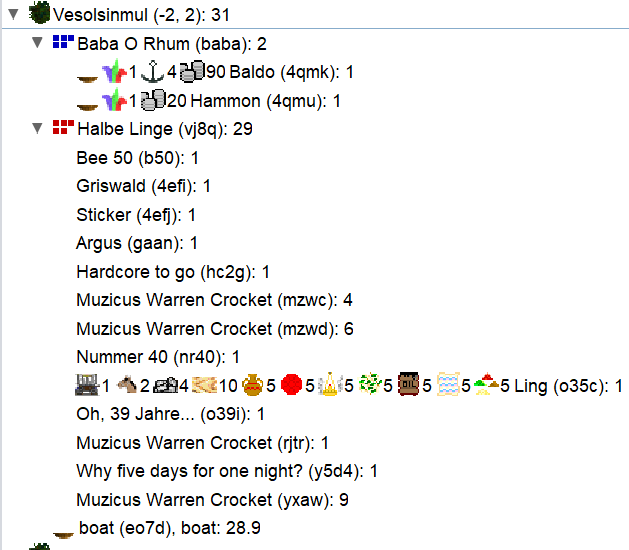 Vesolsinmul (-2, 2): 31
Baba O Rhum (baba): 2
1 4 90 Baldo (4qmk): 1
1 20 Hammon (4qmu): 1
Halbe Linge (vj8q): 29
Bee 50 (b50): 1
Griswald (4efi): 1
Sticker (4efj): 1
Argus (gaan): 1
Hardcore to go (hc2g): 1
Muzicus Warren Crocket (mzwc): 4
Muzicus Warren Crocket (mzwd): 6
Nummer 40 (nr40): 1
1 2 4 10 5 5 5 5 5 5 5 Ling (o35c): 1
Oh, 39 Jahre... (o39i): 1
Muzicus Warren Crocket (rjtr): 1
Why five days for one night? (y5d4): 1
Muzicus Warren Crocket (yxaw): 9
boat (eo7d), boat: 28.9